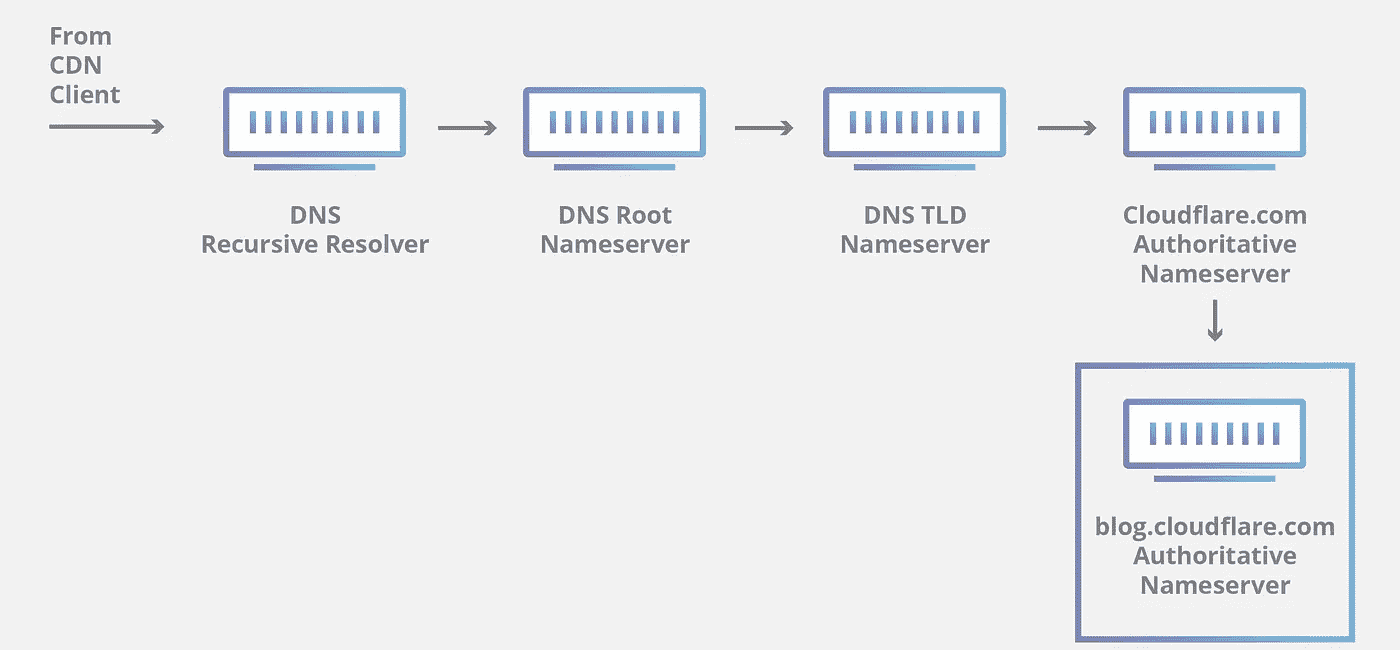 From
CDN
Client
DNS
Recursive Resolver
DNS Root
Nameserver
DNS TLD
Nameserver
Cloudflare.com
Authoritative
Nameserver
blog.cloudflare.com
Authoritative
Nameserver